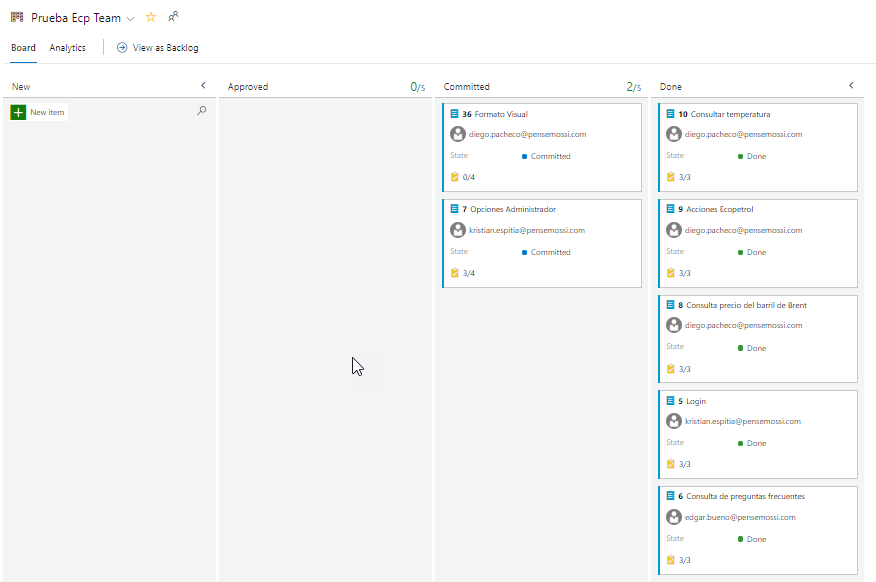 Prueba Ecp Team
Board Analytics View as Backlog
New
New item
Approved 0/5
Committed 2/5
36 Formato Visual
diego.pacheco@pensemossi.com
State Committed
0/4
7 Opciones Administrador
kristian.espitia@pensemossi.com
State Committed
3/4
Done
10 Consultar temperatura
diego.pacheco@pensemossi.com
State Done
3/3
9 Acciones Ecopetrol
diego.pacheco@pensemossi.com
State Done
3/3
8 Consulta precio del barril de Brent
diego.pacheco@pensemossi.com
State Done
3/3
5 Login
kristian.espitia@pensemossi.com
State Done
3/3
6 Consulta de preguntas frecuentes
edgar.bueno@pensemossi.com
State Done
3/3